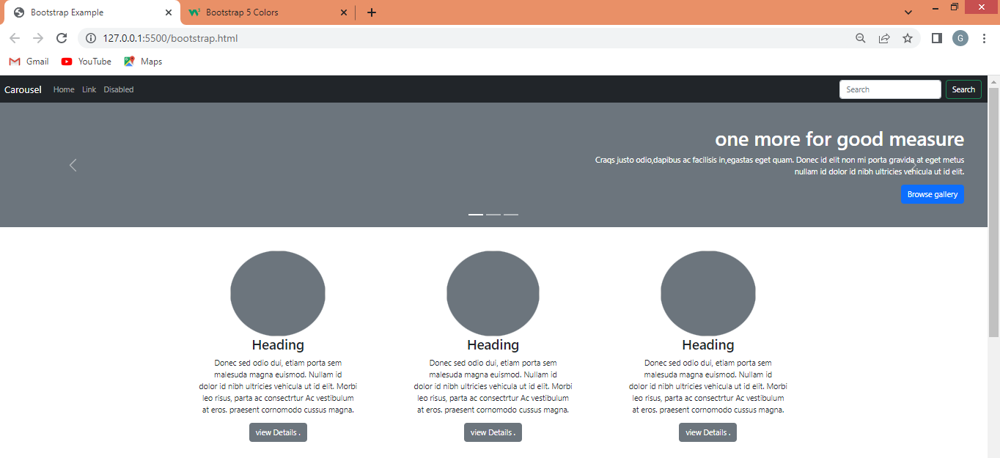 Bootstrap Example
Bootstrap 5 Colors
127.0.0.1:5500/bootstrap.html
G
Gmail
YouTube
Maps
Carousel
Home
Link
Disabled
Search
Search
one more for good measure
Craqs justo odio,dapibus ac facilisis in,egastas eget quam. Donec id elit non mi porta gravida at eget metus
nullam id dolor id nibh ultricies vehicula ut id elit.
Browse gallery
Heading
Donec sed odio dui, etiam porta sem
malesuda magna euismod. Nullam id
dolor id nibh ultricies vehicula ut id elit. Morbi
leo risus, parta ac consectrtur Ac vestibulum
at eros. praesent cornomodo cussus magna.
view Details .
Heading
Donec sed odio dui, etiam porta sem
malesuda magna euismod. Nullam id
dolor id nibh ultricies vehicula ut id elit. Morbi
leo risus, parta ac consectrtur Ac vestibulum
at eros. praesent cornomodo cussus magna.
view Details .
Heading
Donec sed odio dui, etiam porta sem
malesuda magna euismod. Nullam id
dolor id nibh ultricies vehicula ut id elit. Morbi
leo risus, parta ac consectrtur Ac vestibulum
at eros. praesent cornomodo cussus magna.
view Details .